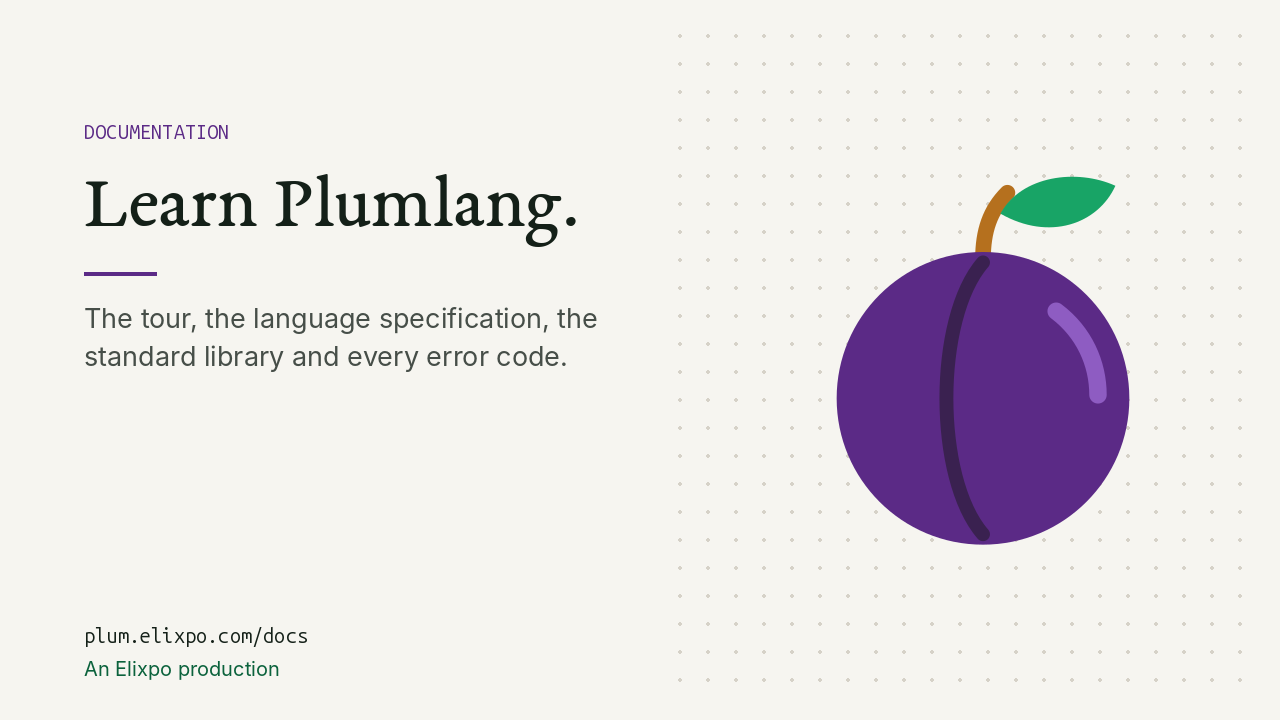 DOCUMENTATION
Learn Plumlang.
The tour, the language specification, the
standard library and every error code.
plum.elixpo.com/docs
An Elixpo production